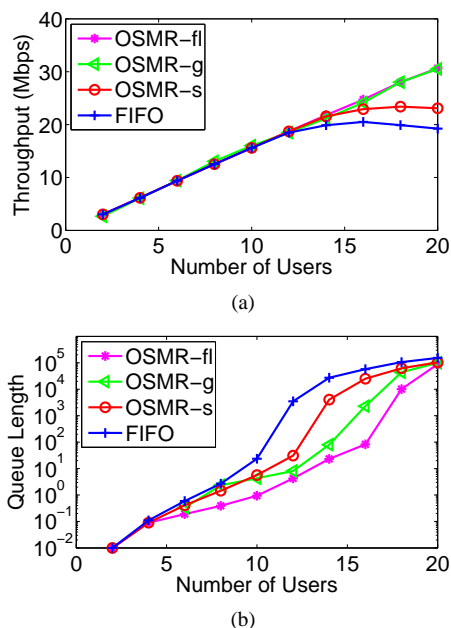 40
30
20
10
0
Throughput (Mbps)
OSMR-fl
OSMR-g
OSMR-s
FIFO
0 5 10 15 20
Number of Users
(a)
10^5
10^4
10^3
10^2
10^1
10^0
10^-1
10^-2
Queue Length
OSMR-fl
OSMR-g
OSMR-s
FIFO
0 5 10 15 20
Number of Users
(b)